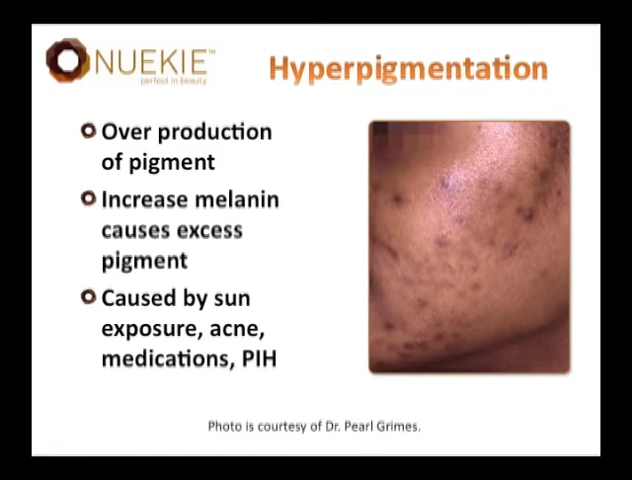 NUEKIE™
perfect in beauty
Hyperpigmentation
Over production
of pigment
Increase melanin
causes excess
pigment
Caused by sun
exposure, acne,
medications, PIH
Photo is courtesy of Dr. Pearl Grimes.